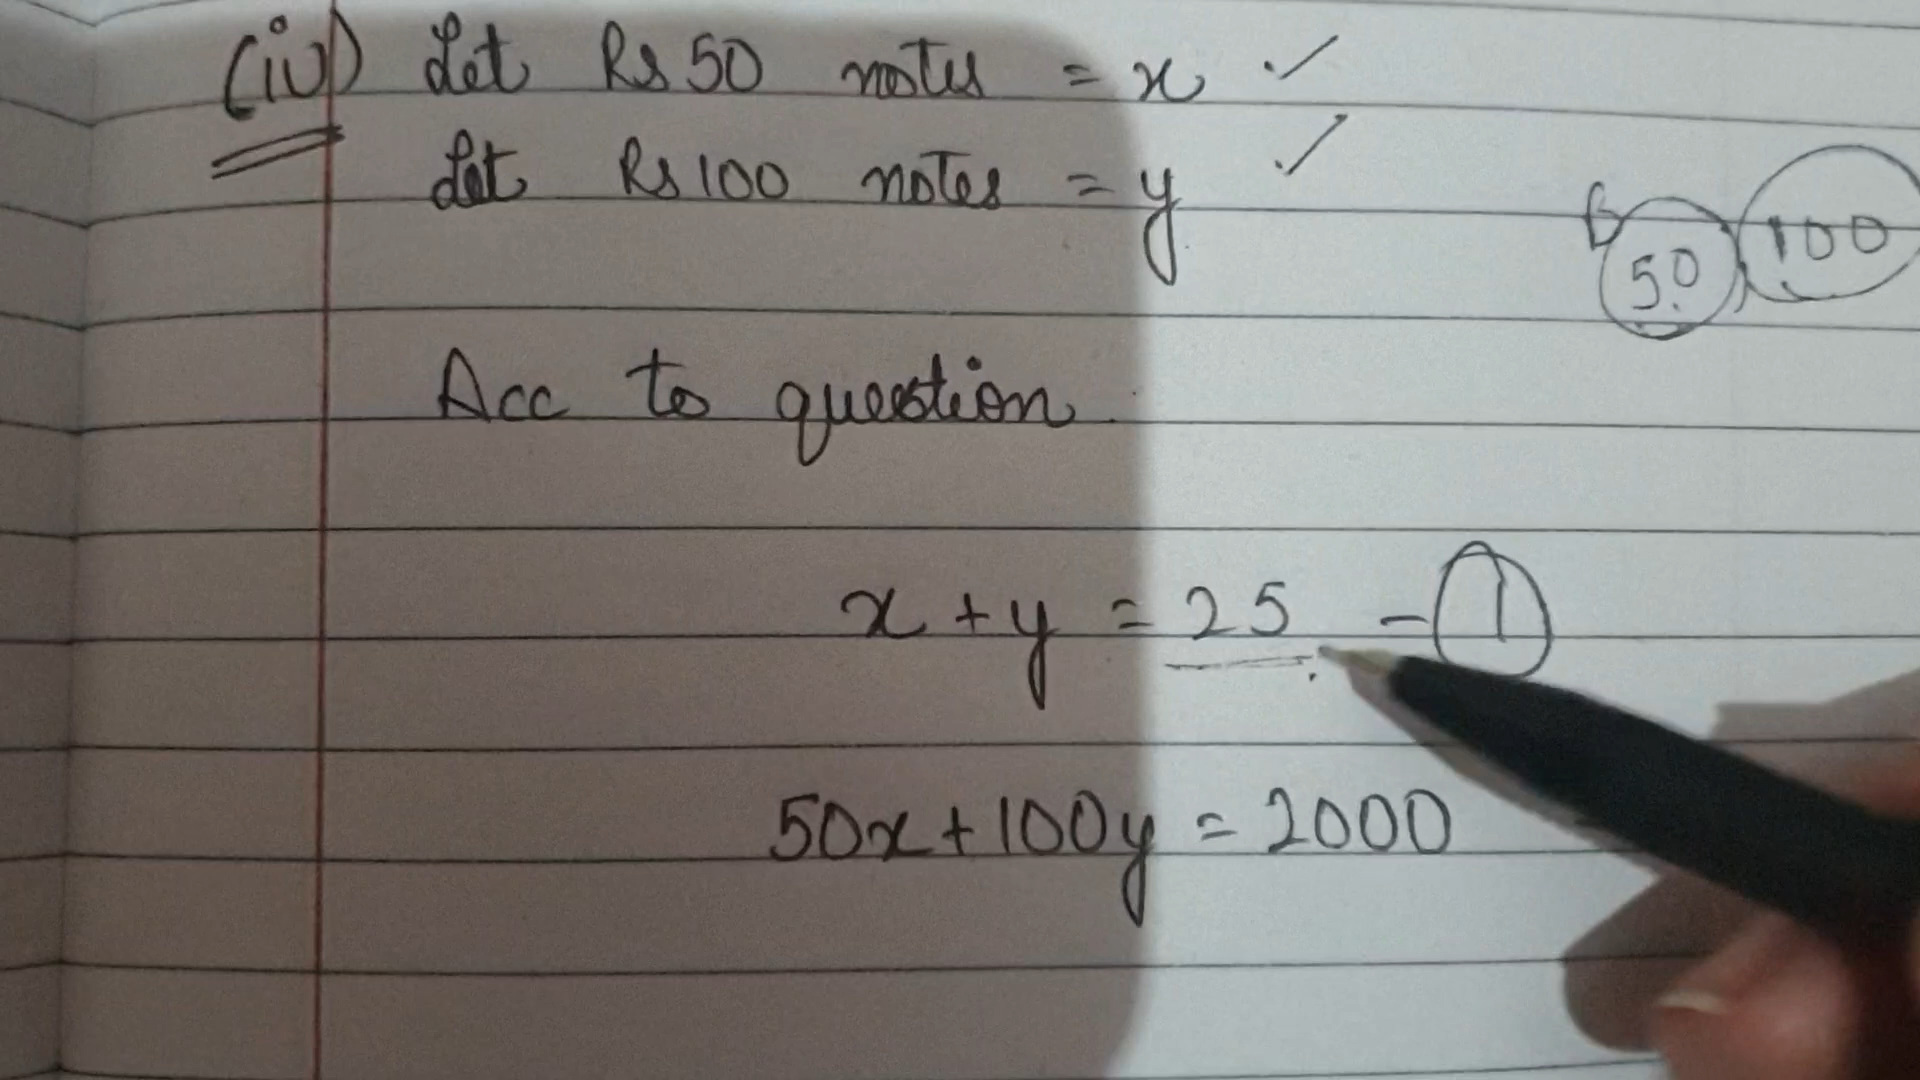 (iv) Let Rs 50 notes = x ✓
Let Rs 100 notes = y ✓
50 100
Acc to question
x + y = 25 - 1
50x + 100y = 2000